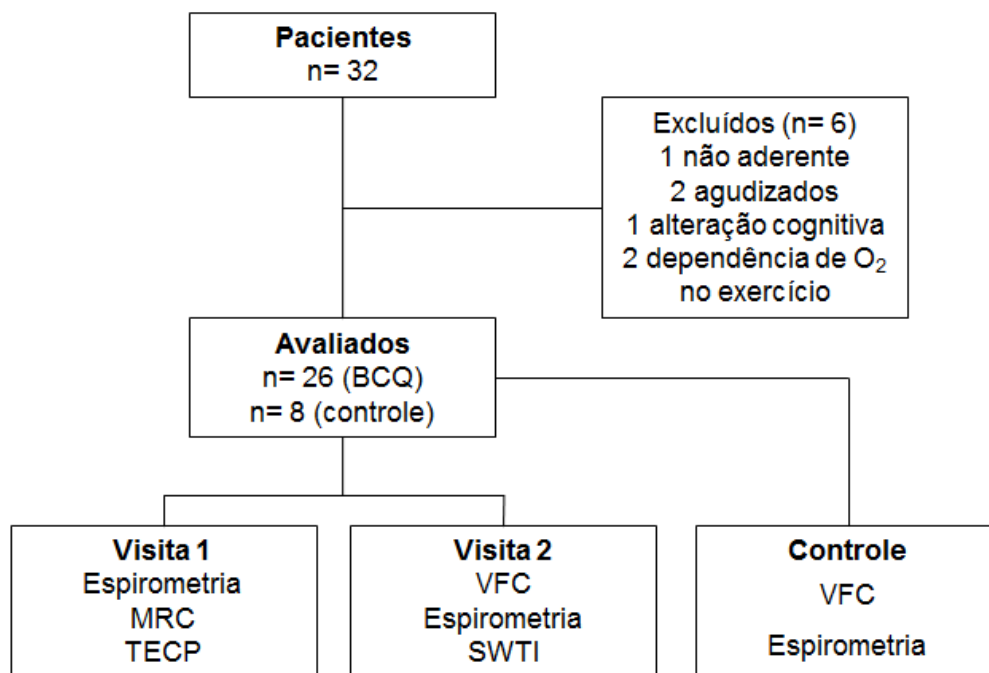 Pacientes
n= 32
Excluídos (n= 6)
1 não aderente
2 agudizados
1 alteração cognitiva
2 dependência de O₂
no exercício
Avaliados
n= 26 (BCQ)
n= 8 (controle)
Visita 1
Espirometria
MRC
TECP
Visita 2
VFC
Espirometria
SWTI
Controle
VFC
Espirometria